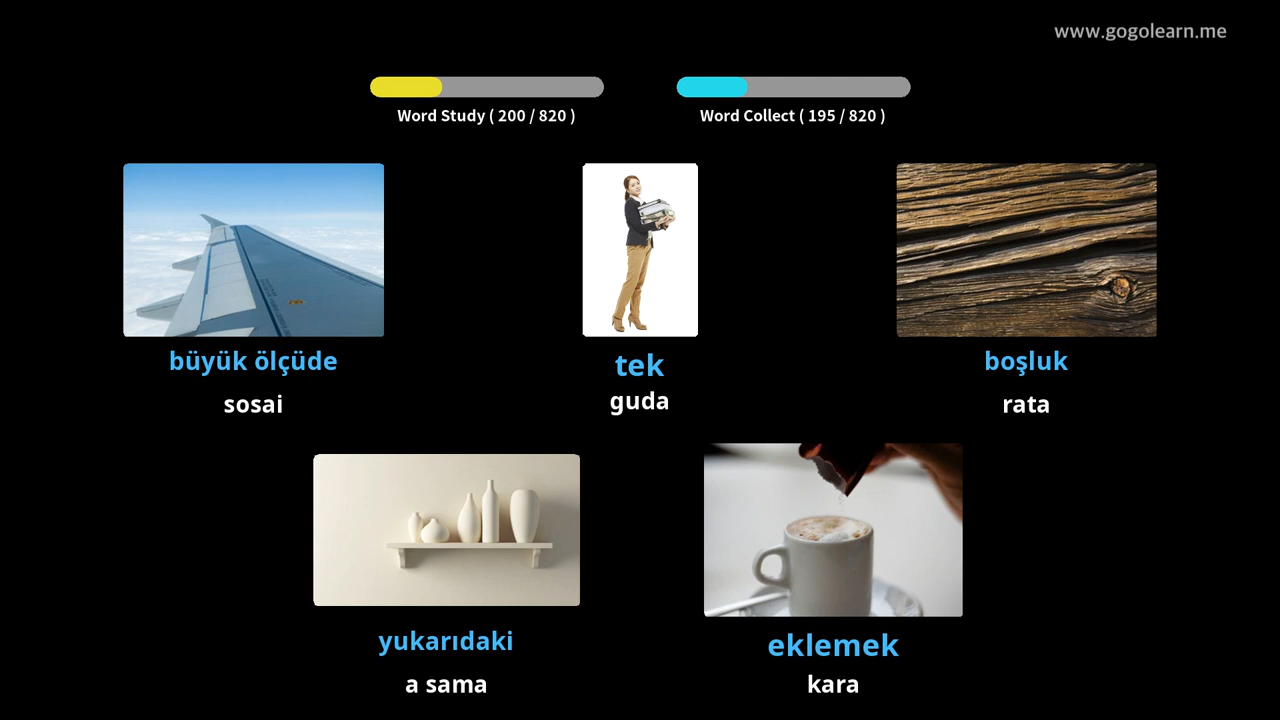 www.gogolearn.me
Word Study ( 200 / 820 )
Word Collect ( 195 / 820 )
büyük ölçüde
sosai
tek
guda
boşluk
rata
yukarıdaki
a sama
eklemek
kara